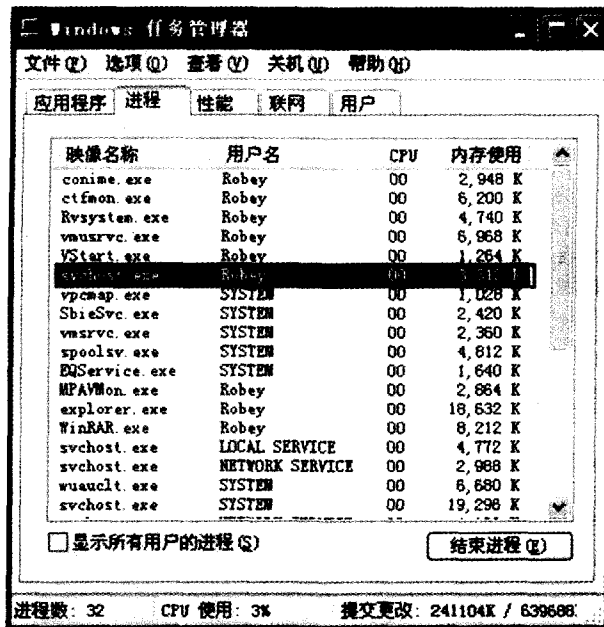 Windows 任务管理器
文件(F) 选项(O) 查看(V) 关机(U) 帮助(H)
应用程序 进程 性能 联网 用户
映像名称 用户名 CPU 内存使用
conime.exe Robey 00 2,948 K
ctfmon.exe Robey 00 6,200 K
Rvsystem.exe Robey 00 4,740 K
vmusrvc.exe Robey 00 6,968 K
VStart.exe Robey 00 1,264 K
svchost.exe Robey 00
vpcmap.exe SYSTEM 00 1,028 K
SbieSvc.exe SYSTEM 00 2,420 K
vmsrvc.exe SYSTEM 00 2,360 K
spoolsv.exe SYSTEM 00 4,812 K
EQService.exe SYSTEM 00 1,640 K
MPAVMon.exe Robey 00 2,864 K
explorer.exe Robey 00 18,632 K
WinRAR.exe Robey 00 8,212 K
svchost.exe LOCAL SERVICE 00 4,772 K
svchost.exe NETWORK SERVICE 00 2,988 K
wuauclt.exe SYSTEM 00 6,680 K
svchost.exe SYSTEM 00 19,296 K
显示所有用户的进程(S) 结束进程(E)
进程数: 32 CPU 使用: 3% 提交更改: 241104K / 639688